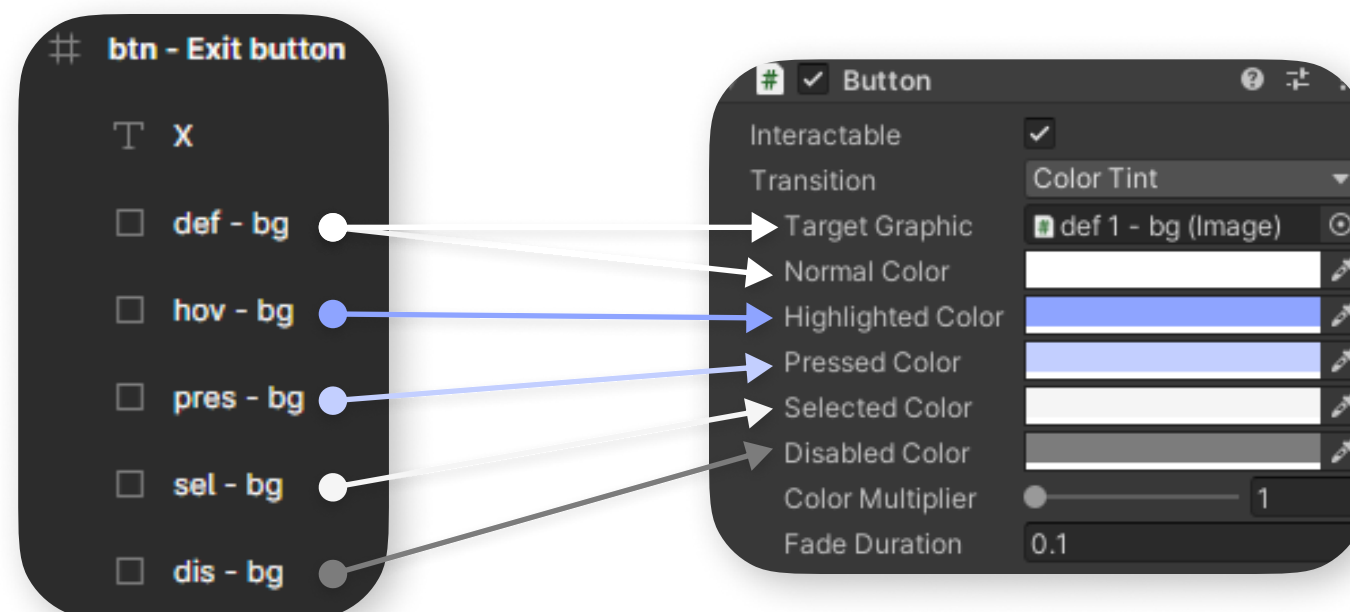 btn - Exit button
X
def - bg
hov - bg
pres - bg
sel - bg
dis - bg
# Button
Interactable
Transition Color Tint
Target Graphic # def 1 - bg (Image)
Normal Color
Highlighted Color
Pressed Color
Selected Color
Disabled Color
Color Multiplier 1
Fade Duration 0.1